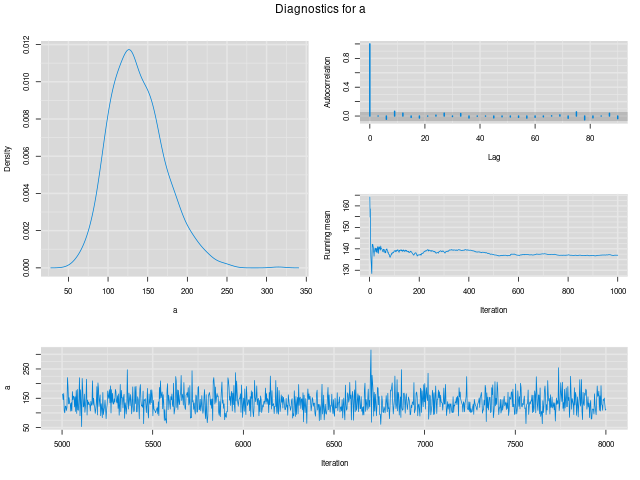 Diagnostics for a
Density
0.000 0.002 0.004 0.006 0.008 0.010 0.012
50 100 150 200 250 300 350
a
Autocorrelation
0.0 0.4 0.8
0 20 40 60 80
Lag
Running mean
130 140 150 160
0 200 400 600 800 1000
Iteration
a
50 150 250
5000 5500 6000 6500 7000 7500 8000
Iteration